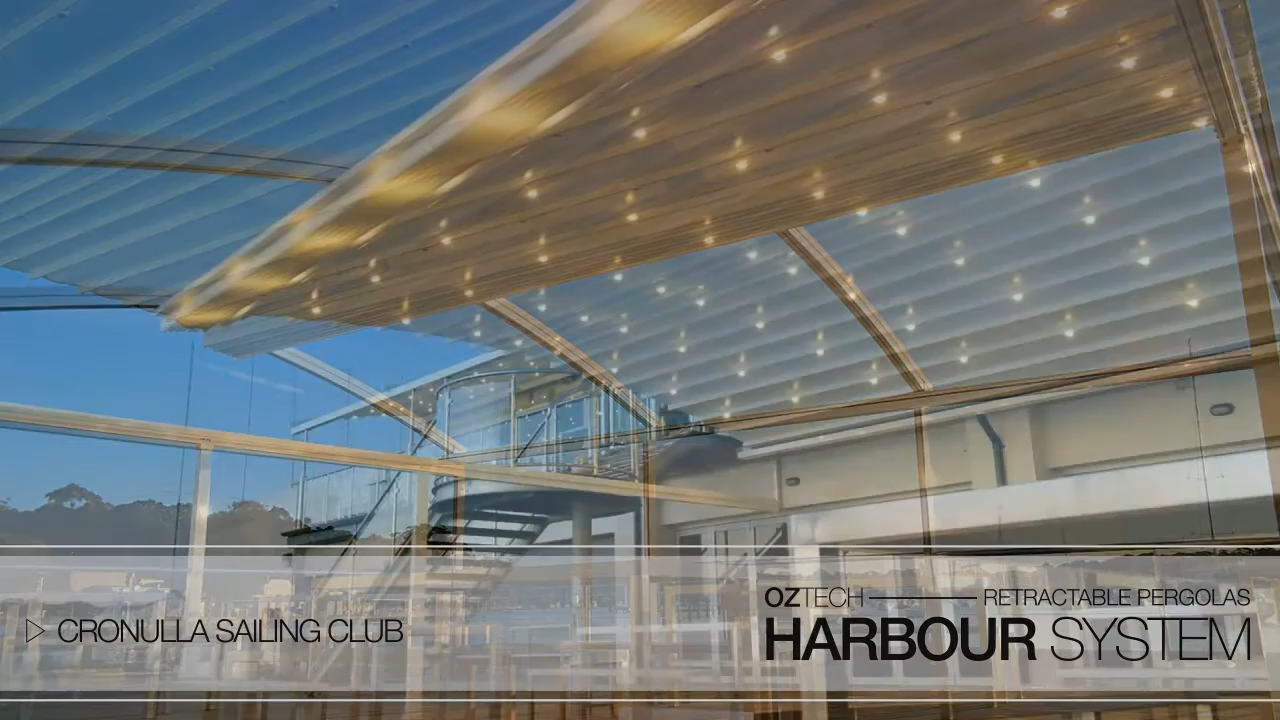 CRONULLA SAILING CLUB
OZTECH RETRACTABLE PERGOLAS
HARBOUR SYSTEM